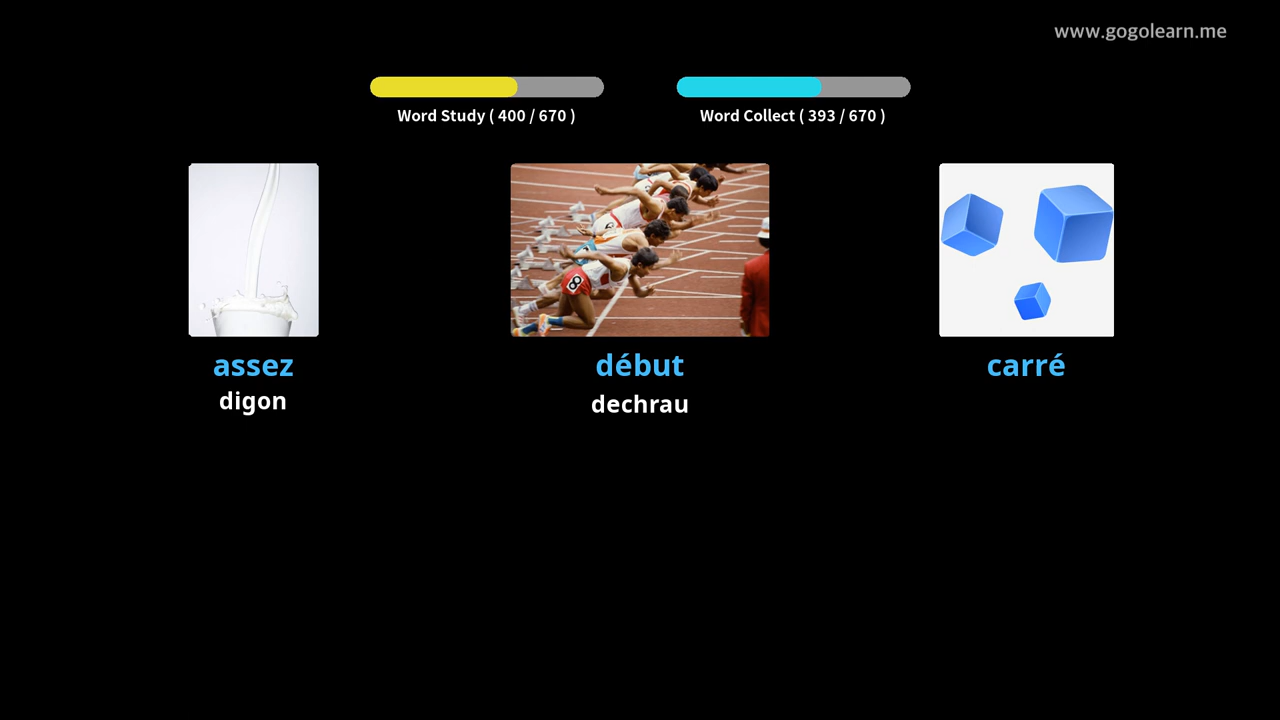 www.gogolearn.me
Word Study ( 400 / 670 )
Word Collect ( 393 / 670 )
assez
digon
début
dechrau
carré